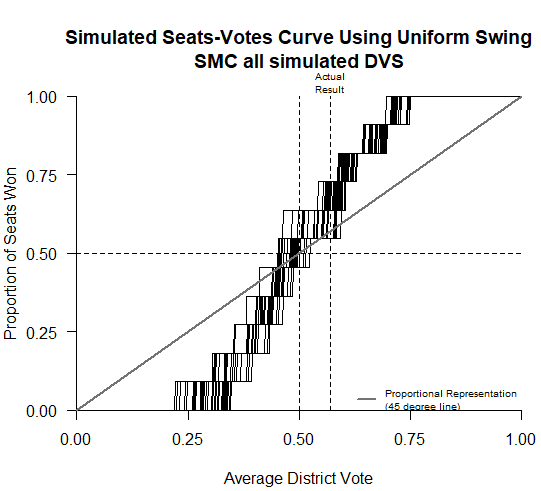 Simulated Seats-Votes Curve Using Uniform Swing
SMC all simulated DVS
Actual
Result
1.00
0.75
0.50
0.25
0.00
Proportion of Seats Won
Proportional Representation
(45 degree line)
0.00 0.25 0.50 0.75 1.00
Average District Vote